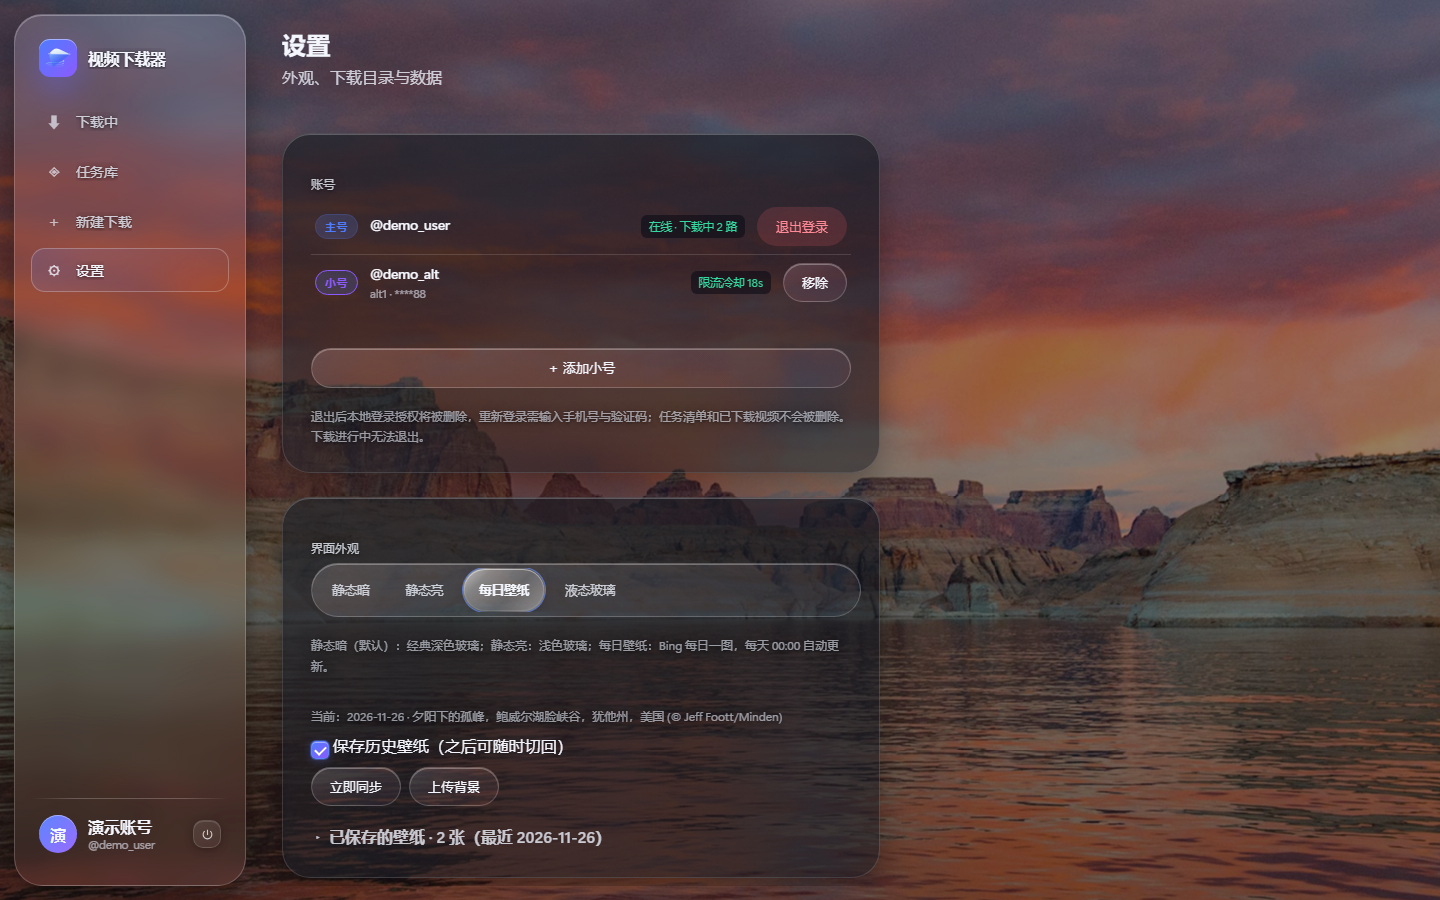 视频下载器
下载中
任务库
+ 新建下载
设置
演
演示账号
@demo_user
设置
外观、下载目录与数据
账号
主号 @demo_user 在线 · 下载中 2 路 退出登录
小号 @demo_alt 限流冷却 18s 移除
alt1 · ****88
+ 添加小号
退出后本地登录授权将被删除，重新登录需输入手机号与验证码；任务清单和已下载视频不会被删除。
下载进行中无法退出。
界面外观
静态暗 静态亮 每日壁纸 液态玻璃
静态暗（默认）：经典深色玻璃；静态亮：浅色玻璃；每日壁纸：Bing 每日一图，每天 00:00 自动更
新。
当前：2026-11-26 · 夕阳下的孤峰，鲍威尔湖脸峡谷，犹他州，美国 (© Jeff Foott/Minden)
保存历史壁纸（之后可随时切回）
立即同步 上传背景
已保存的壁纸 · 2 张（最近 2026-11-26）